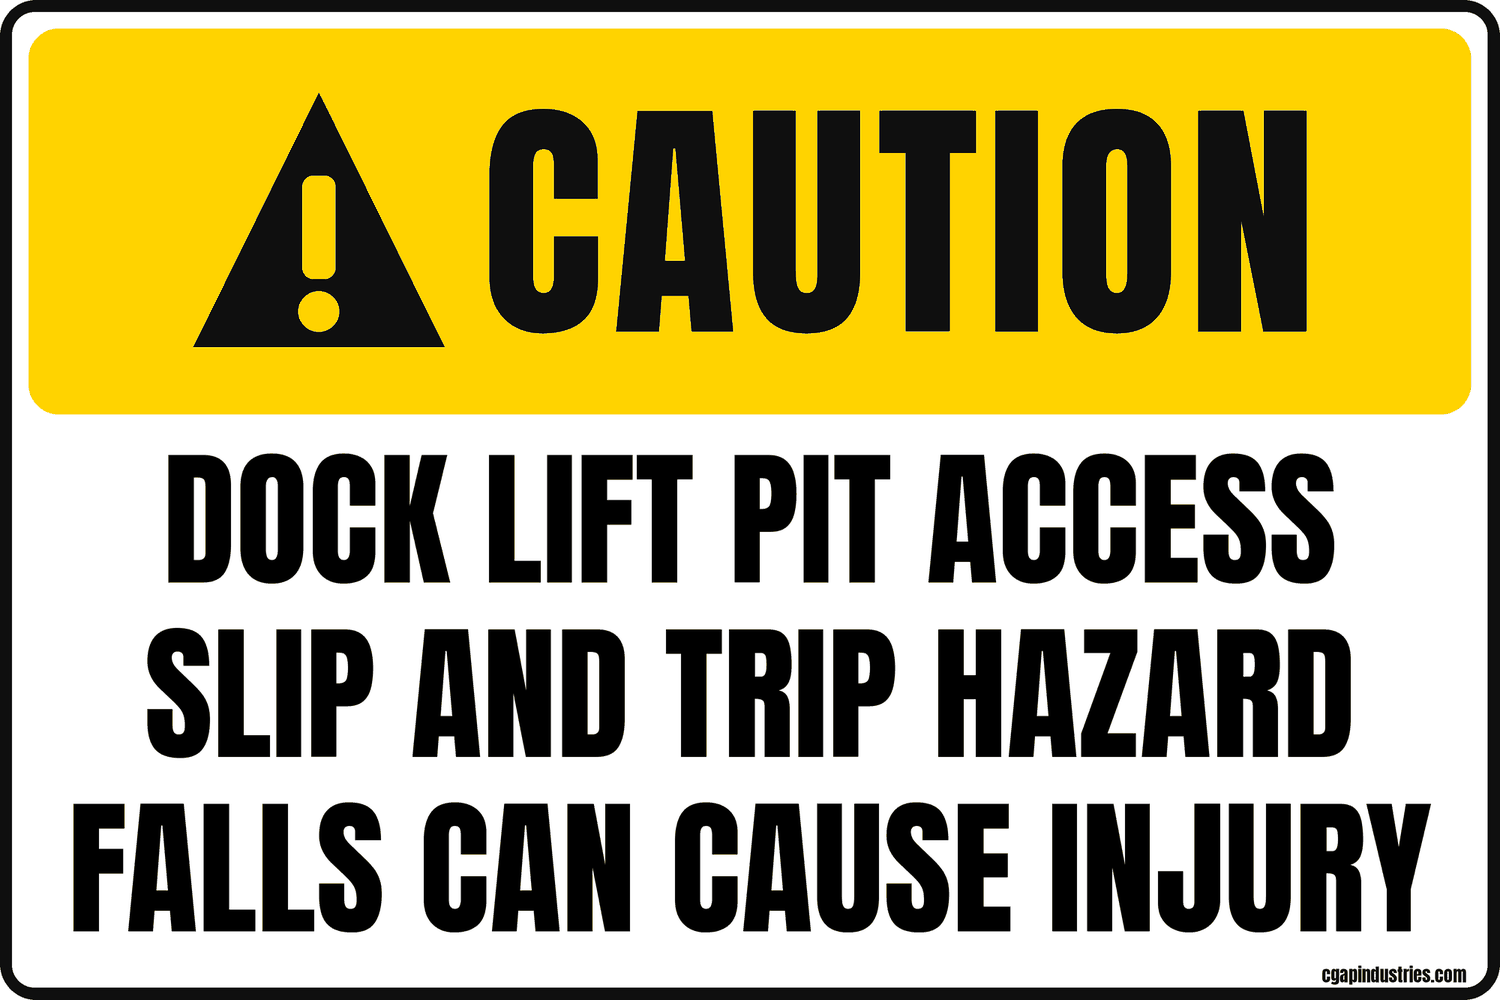 CAUTION
DOCK LIFT PIT ACCESS
SLIP AND TRIP HAZARD
FALLS CAN CAUSE INJURY
cgapindustries.com